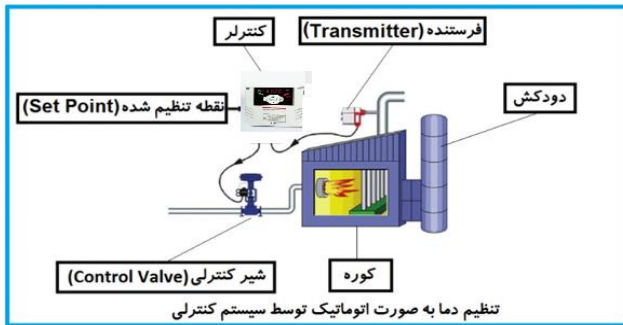 کنترلر
فرستنده (Transmitter)
نقطه تنظیم شده (Set Point)
دودکش
شیر کنترلی (Control Valve)
کوره
تنظیم دما به صورت اتوماتیک توسط سیستم کنترلی